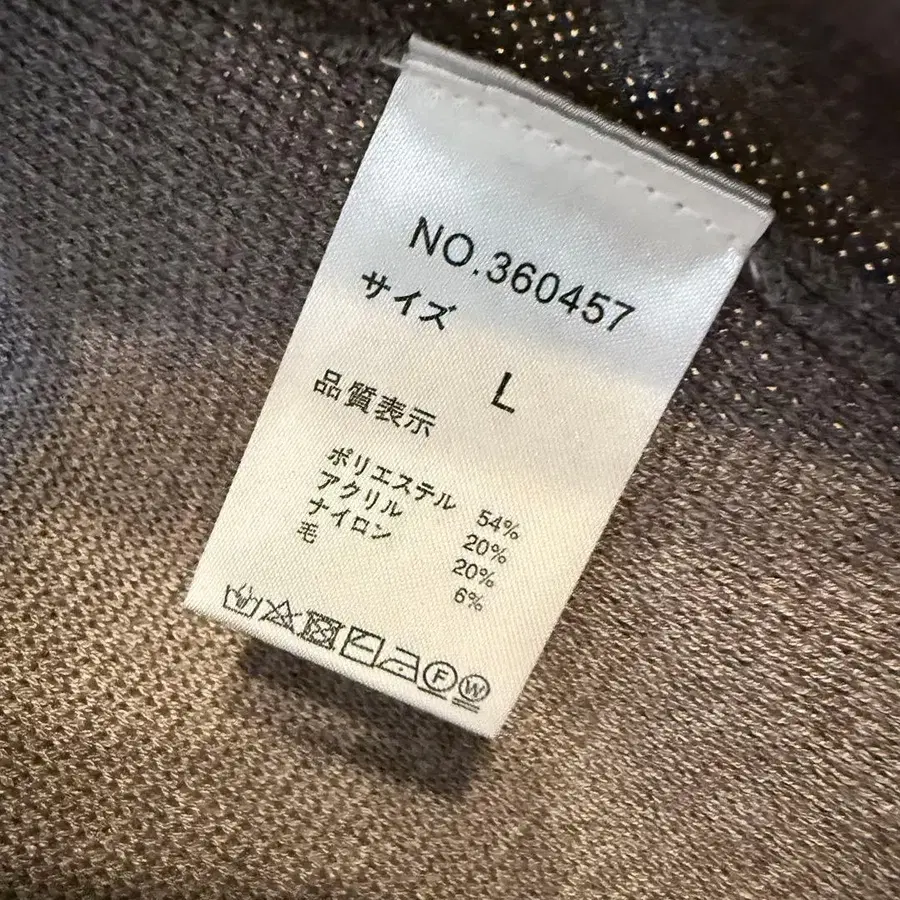 NO.360457
サイズ
L
品質表示
ポリエステル 54%
アクリル 20%
ナイロン 20%
毛 6%
F W